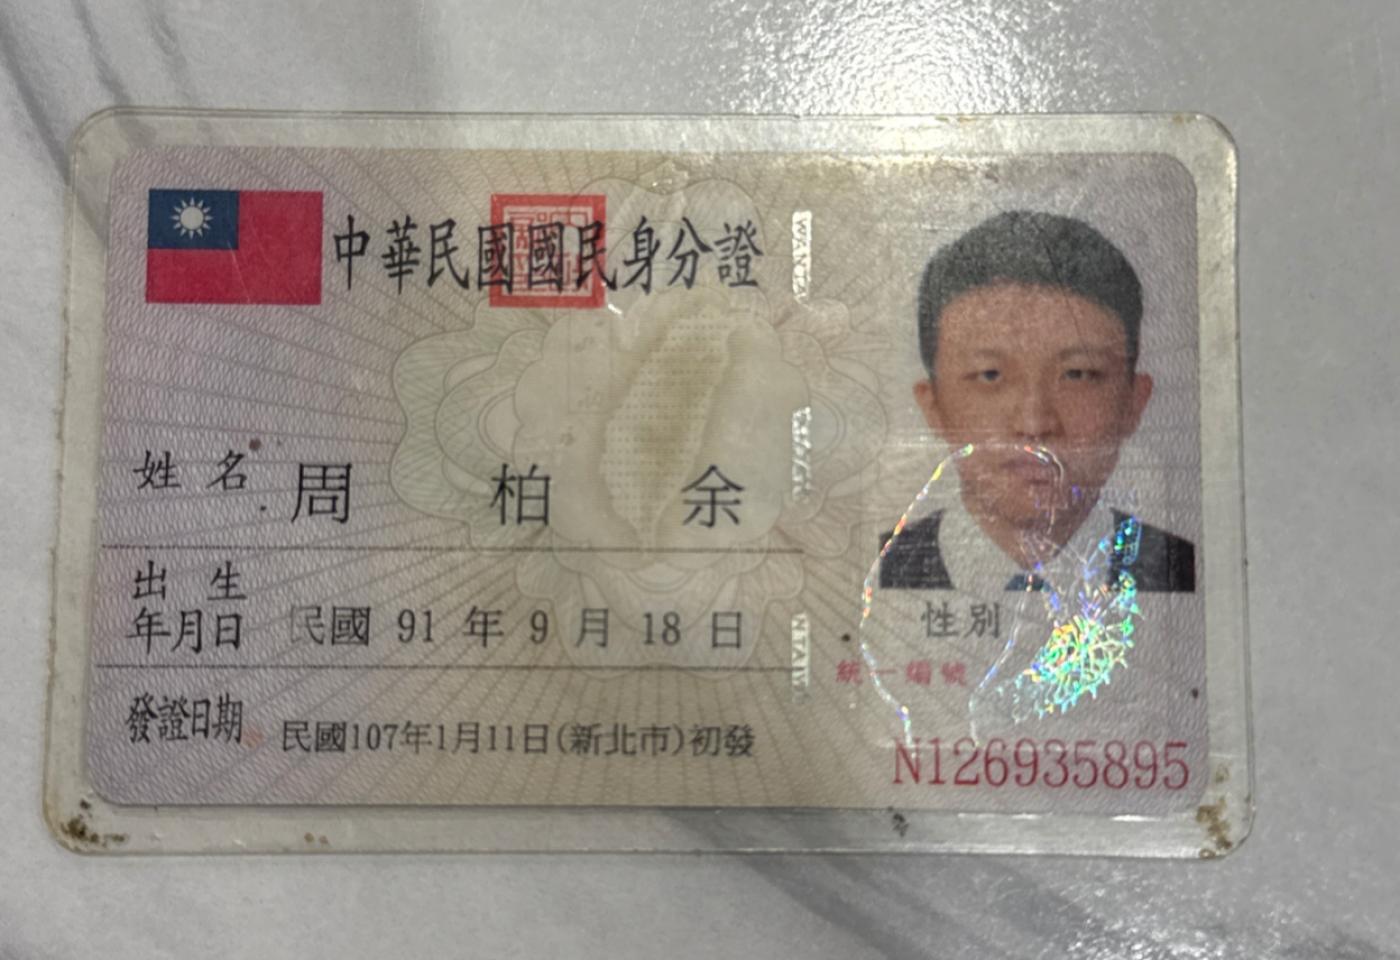 中華民國國民身分證
姓名 周柏余
出生年月日 民國 91 年 9 月 18 日
發證日期 民國107年1月11日(新北市)初發
性別
統一編號
N126935895